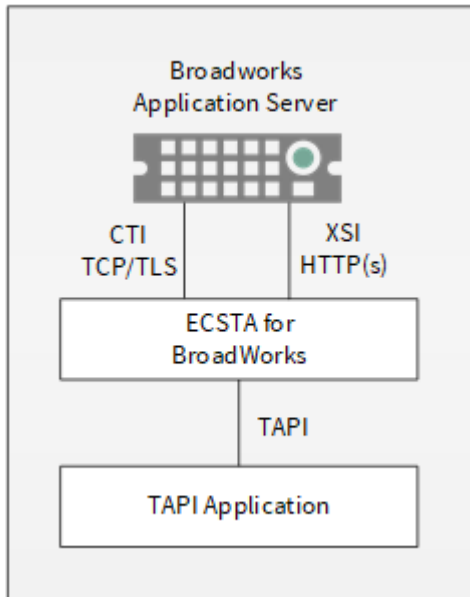 Broadworks
Application Server
CTI
TCP/TLS
XSI
HTTP(s)
ECSTA for
BroadWorks
TAPI
TAPI Application